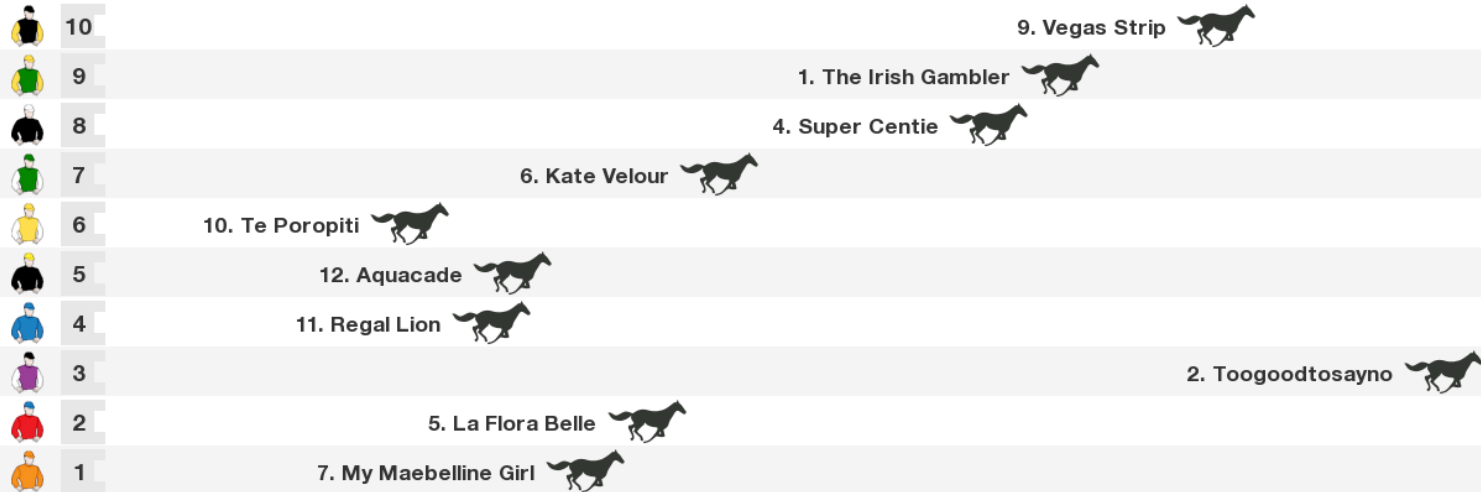 10 9. Vegas Strip
9 1. The Irish Gambler
8 4. Super Centie
7 6. Kate Velour
6 10. Te Poropiti
5 12. Aquacade
4 11. Regal Lion
3 2. Toogoodtosayno
2 5. La Flora Belle
1 7. My Maebelline Girl